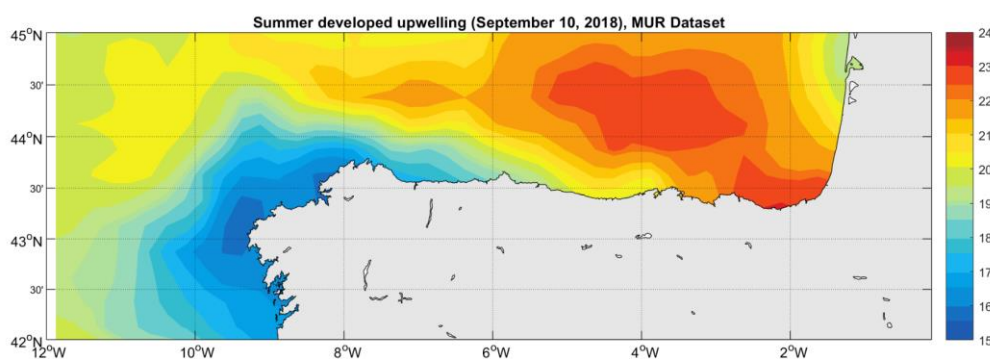 Summer developed upwelling (September 10, 2018), MUR Dataset
45°N
30'
44°N
30'
43°N
30'
42°N
12°W
10°W
8°W
6°W
4°W
2°W
24
23
22
21
20
19
18
17
16
15